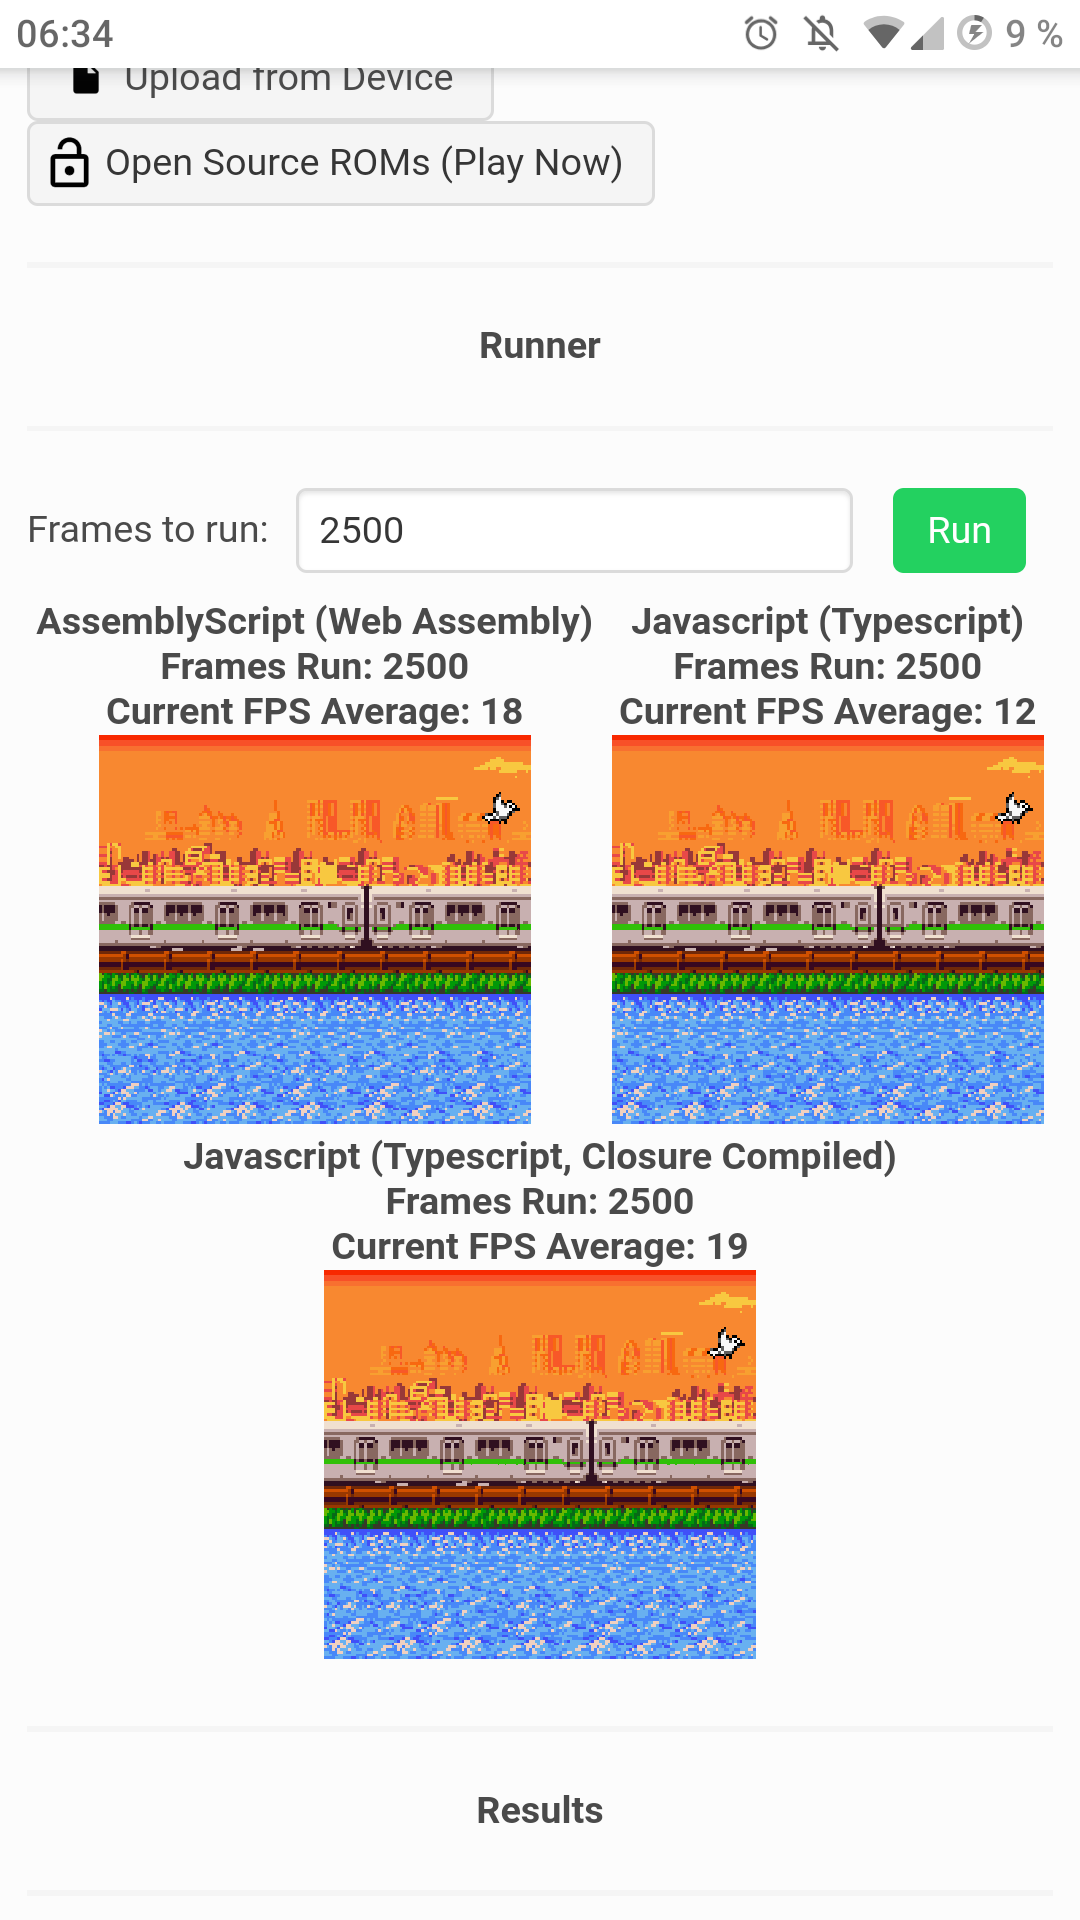 06:34
9 %
Upload from Device
Open Source ROMs (Play Now)
Runner
Frames to run: 2500 Run
AssemblyScript (Web Assembly)
Frames Run: 2500
Current FPS Average: 18
Javascript (Typescript)
Frames Run: 2500
Current FPS Average: 12
Javascript (Typescript, Closure Compiled)
Frames Run: 2500
Current FPS Average: 19
Results